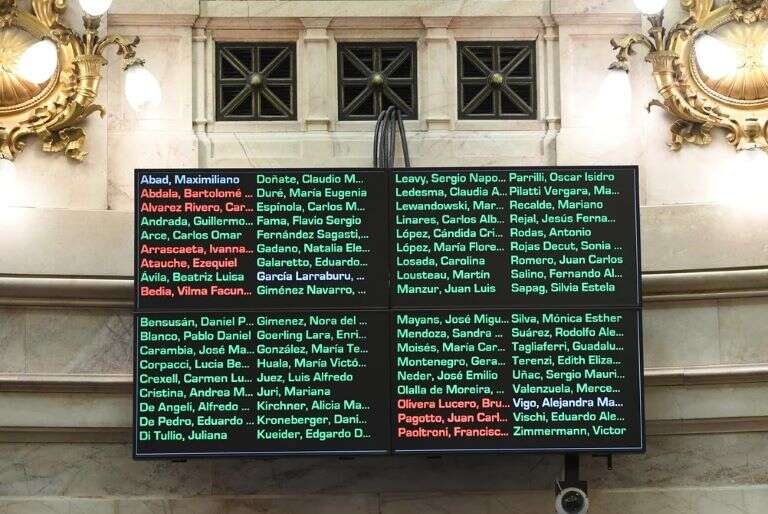 Abad, Maximiliano
Abdala, Bartolomé ...
Alvarez Rivero, Car...
Andrada, Guillermo...
Arce, Carlos Omar
Arrascaeta, Ivanna...
Atauche, Ezequiel
Ávila, Beatriz Luisa
Bedia, Vilma Facun...
Bensusán, Daniel P...
Blanco, Pablo Daniel
Carambia, José Ma...
Corpacci, Lucia Be...
Crexell, Carmen Lu...
Cristina, Andrea M...
De Angeli, Alfredo ...
De Pedro, Eduardo ...
Di Tullio, Juliana
Doñate, Claudio M...
Duré, María Eugenia
Espínola, Carlos M...
Fama, Flavio Sergio
Fernández Sagasti,...
Gadano, Natalia Ele...
Galaretto, Eduardo...
García Larraburu, ...
Giménez Navarro, ...
Gimenez, Nora del ...
Goerling Lara, Enri...
González, María Te...
Huala, María Victó...
Juez, Luis Alfredo
Juri, Mariana
Kirchner, Alicia Ma...
Kroneberger, Dani...
Kueider, Edgardo D...
Leavy, Sergio Napo...
Ledesma, Claudia A...
Lewandowski, Mar...
Linares, Carlos Alb...
López, Cándida Cri...
López, María Flore...
Losada, Carolina
Lousteau, Martín
Manzur, Juan Luis
Mayans, José Migu...
Mendoza, Sandra ...
Moisés, María Car...
Montenegro, Gera...
Neder, José Emilio
Olalla de Moreira, ...
Olivera Lucero, Bru...
Pagotto, Juan Carl...
Paoltroni, Francisc...
Parrilli, Oscar Isidro
Pilatti Vergara, Ma...
Recalde, Mariano
Rejal, Jesús Ferna...
Rodas, Antonio
Rojas Decut, Sonia ...
Romero, Juan Carlos
Salino, Fernando Al...
Sapag, Silvia Estela
Silva, Mónica Esther
Suárez, Rodolfo Ale...
Tagliaferri, Guadalu...
Terenzi, Edith Eliza...
Uñac, Sergio Mauri...
Valenzuela, Merce...
Vigo, Alejandra Ma...
Vischi, Eduardo Ale...
Zimmermann, Victor